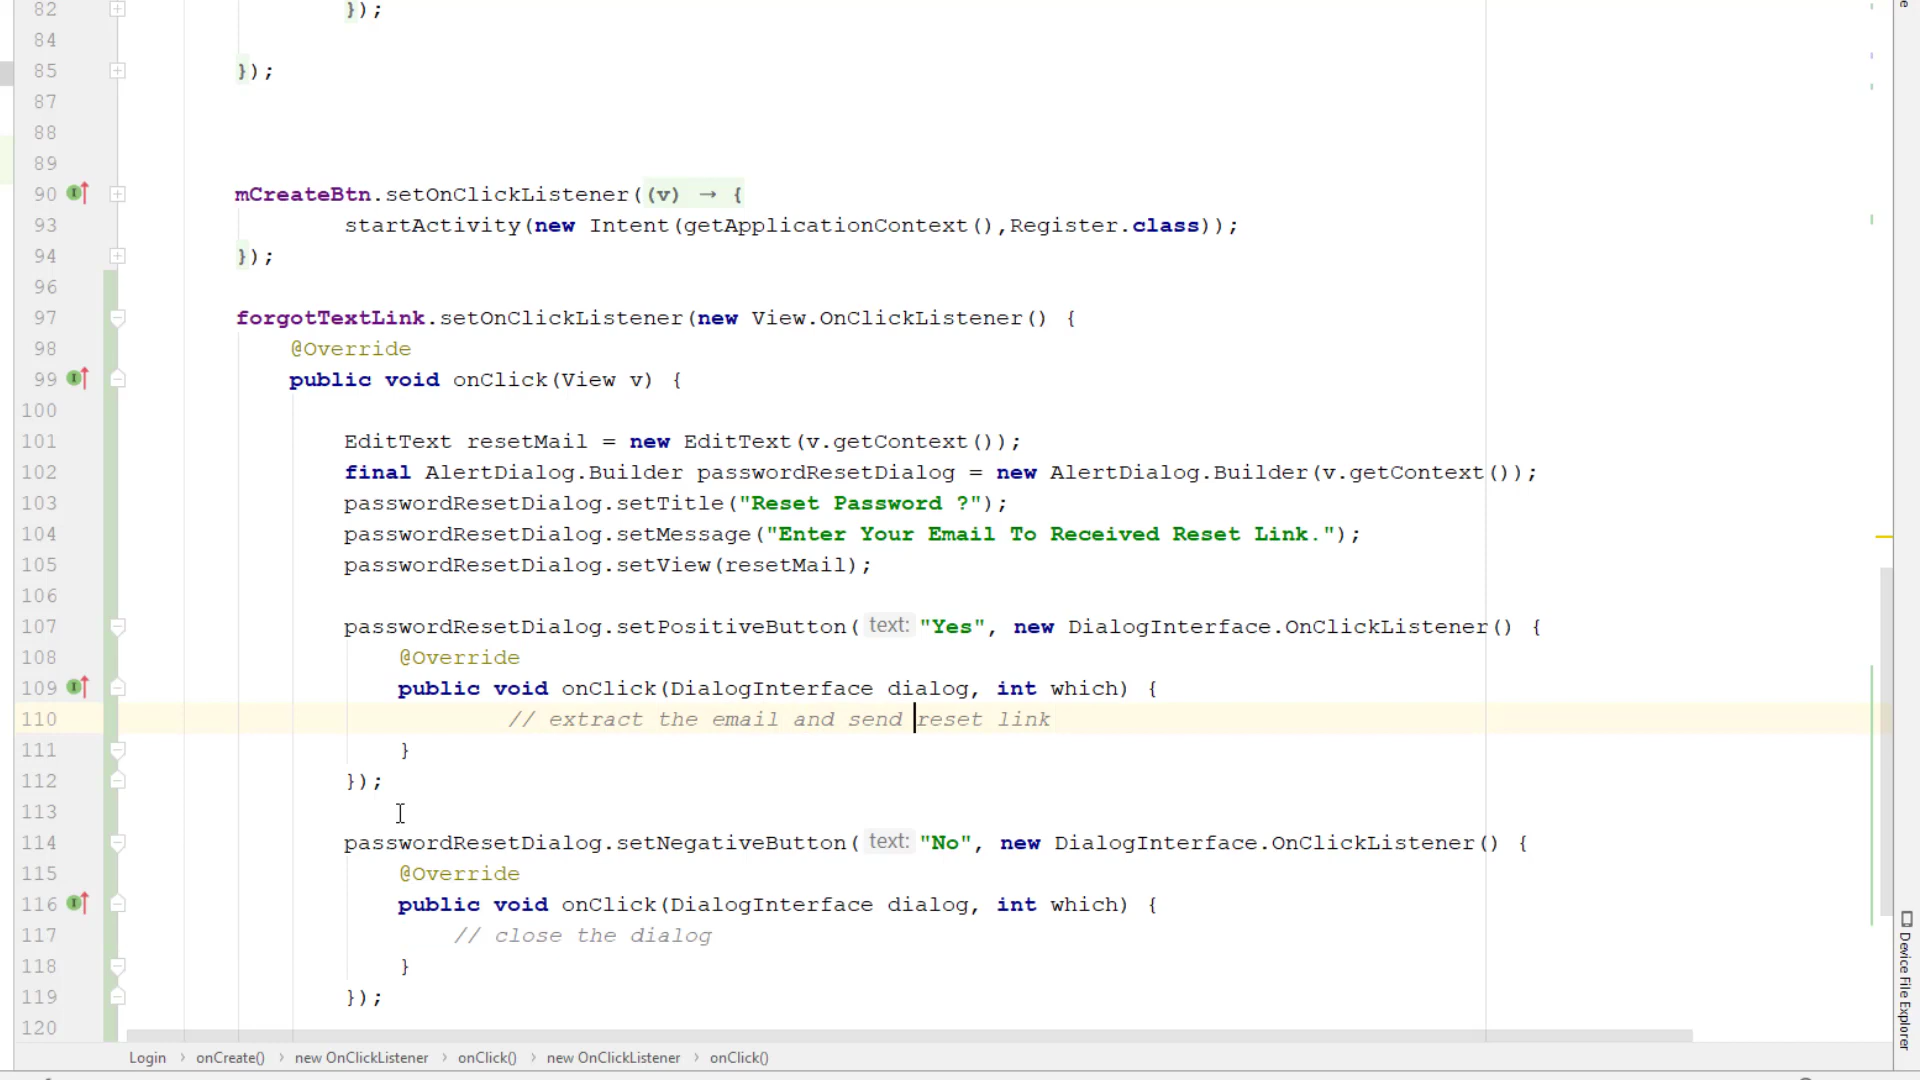 82 });
84
85 });
87
88
89
90 mCreateBtn.setOnClickListener((v) → {
93 startActivity(new Intent(getApplicationContext(),Register.class));
94 });
96
97 forgotTextLink.setOnClickListener(new View.OnClickListener() {
98 @Override
99 public void onClick(View v) {
100
101 EditText resetMail = new EditText(v.getContext());
102 final AlertDialog.Builder passwordResetDialog = new AlertDialog.Builder(v.getContext());
103 passwordResetDialog.setTitle("Reset Password ?");
104 passwordResetDialog.setMessage("Enter Your Email To Received Reset Link.");
105 passwordResetDialog.setView(resetMail);
106
107 passwordResetDialog.setPositiveButton( text: "Yes", new DialogInterface.OnClickListener() {
108 @Override
109 public void onClick(DialogInterface dialog, int which) {
110 // extract the email and send reset link
111 }
112 });
113
114 passwordResetDialog.setNegativeButton( text: "No", new DialogInterface.OnClickListener() {
115 @Override
116 public void onClick(DialogInterface dialog, int which) {
117 // close the dialog
118 }
119 });
120
Login › onCreate() › new OnClickListener › onClick() › new OnClickListener › onClick()
Device File Explorer